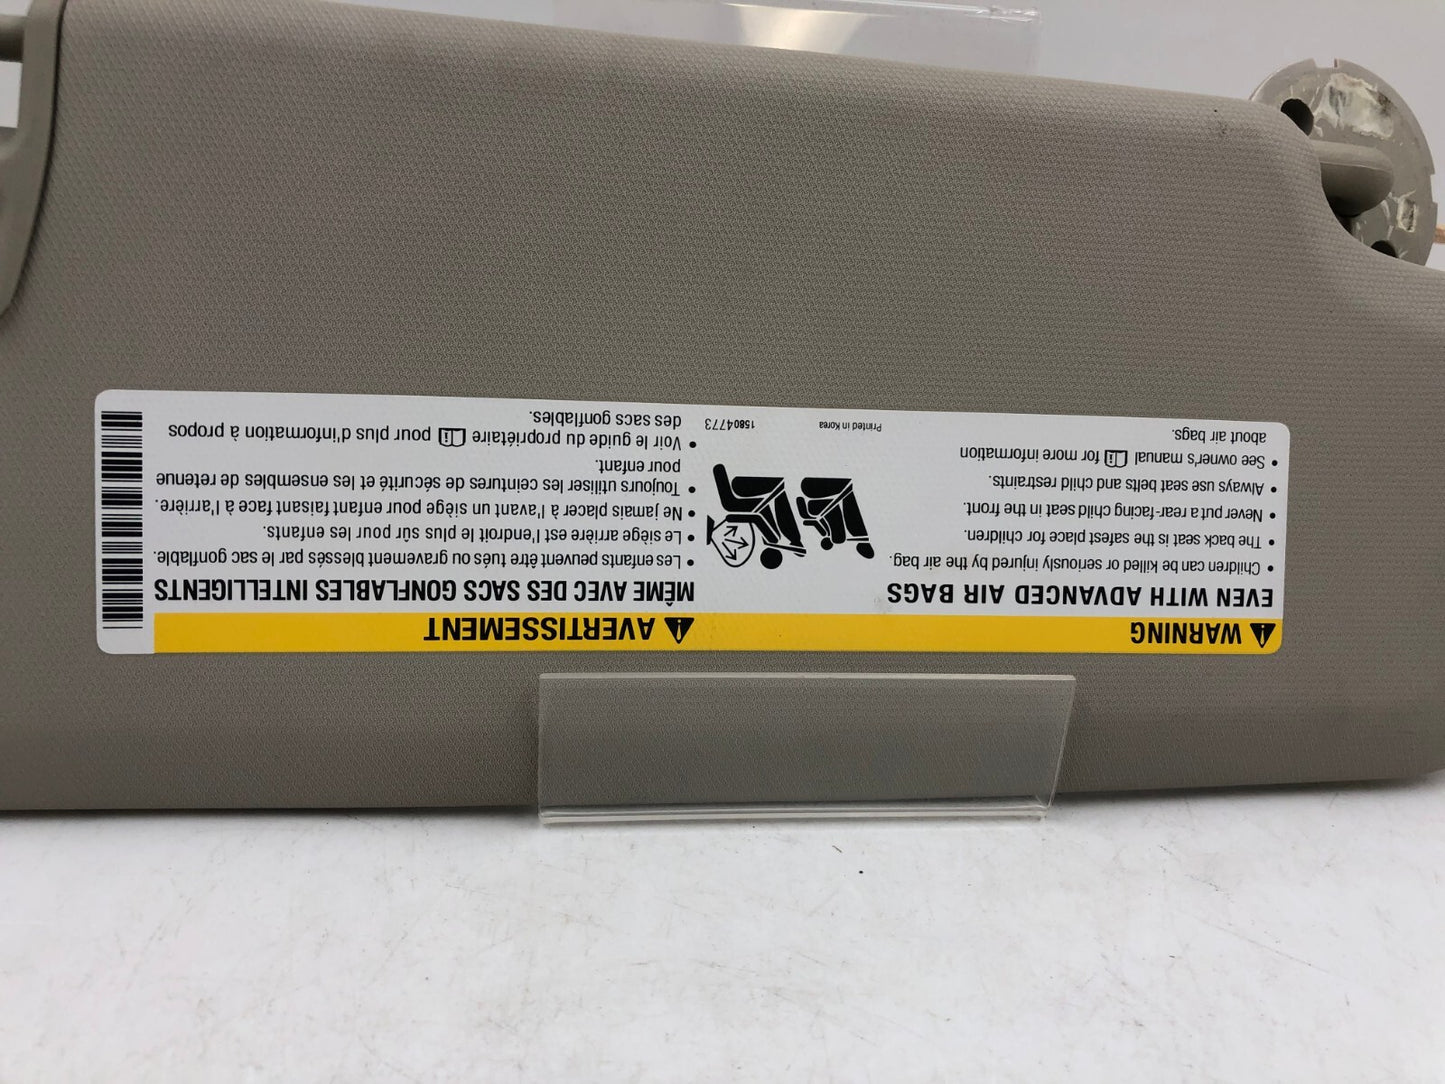 WARNING
EVEN WITH ADVANCED AIR BAGS
• Children can be killed or seriously injured by the air bag.
• The back seat is the safest place for children.
• Never put a rear-facing child seat in the front.
• Always use seat belts and child restraints.
• See owner's manual for more information
about air bags.
Printed in Korea
15804773
AVERTISSEMENT
MÊME AVEC DES SACS GONFLABLES INTELLIGENTS
• Les enfants peuvent être tués ou gravement blessés par le sac gonflable.
• Le siège arrière est l'endroit le plus sûr pour les enfants.
• Ne jamais placer à l'avant un siège pour enfant faisant face à l'arrière.
• Toujours utiliser les ceintures de sécurité et les ensembles de retenue
pour enfant.
• Voir le guide du propriétaire pour plus d'information à propos
des sacs gonflables.